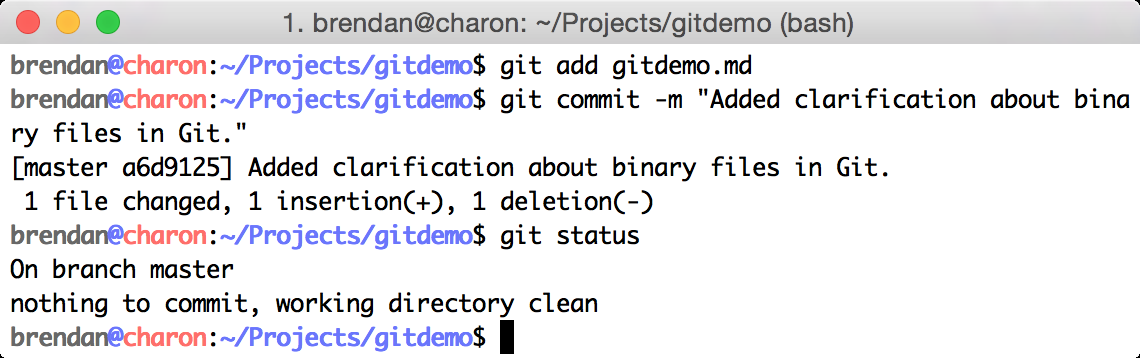 1. brendan@charon: ~/Projects/gitdemo (bash)
brendan@charon:~/Projects/gitdemo$ git add gitdemo.md
brendan@charon:~/Projects/gitdemo$ git commit -m "Added clarification about bina
ry files in Git."
[master a6d9125] Added clarification about binary files in Git.
 1 file changed, 1 insertion(+), 1 deletion(-)
brendan@charon:~/Projects/gitdemo$ git status
On branch master
nothing to commit, working directory clean
brendan@charon:~/Projects/gitdemo$